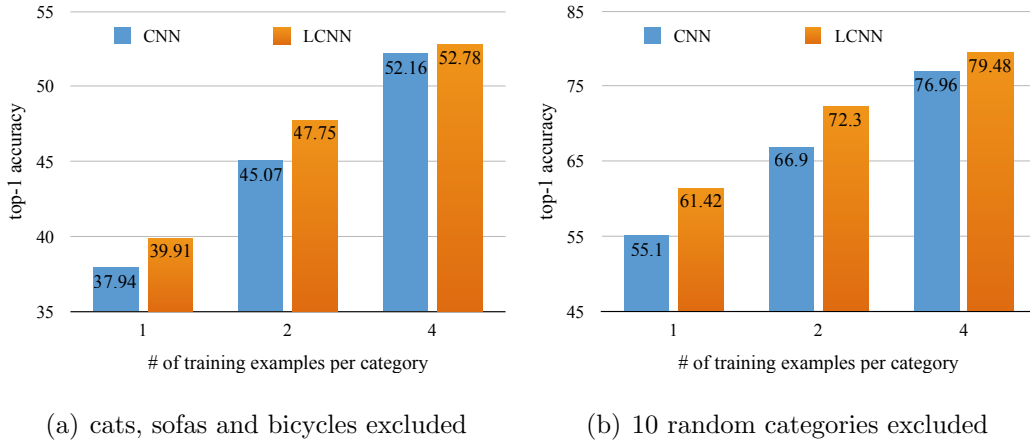 55
50
45
40
35
top-1 accuracy
CNN
LCNN
37.94
39.91
45.07
47.75
52.16
52.78
1
2
4
# of training examples per category
(a) cats, sofas and bicycles excluded
85
75
65
55
45
top-1 accuracy
CNN
LCNN
55.1
61.42
66.9
72.3
76.96
79.48
1
2
4
# of training examples per category
(b) 10 random categories excluded